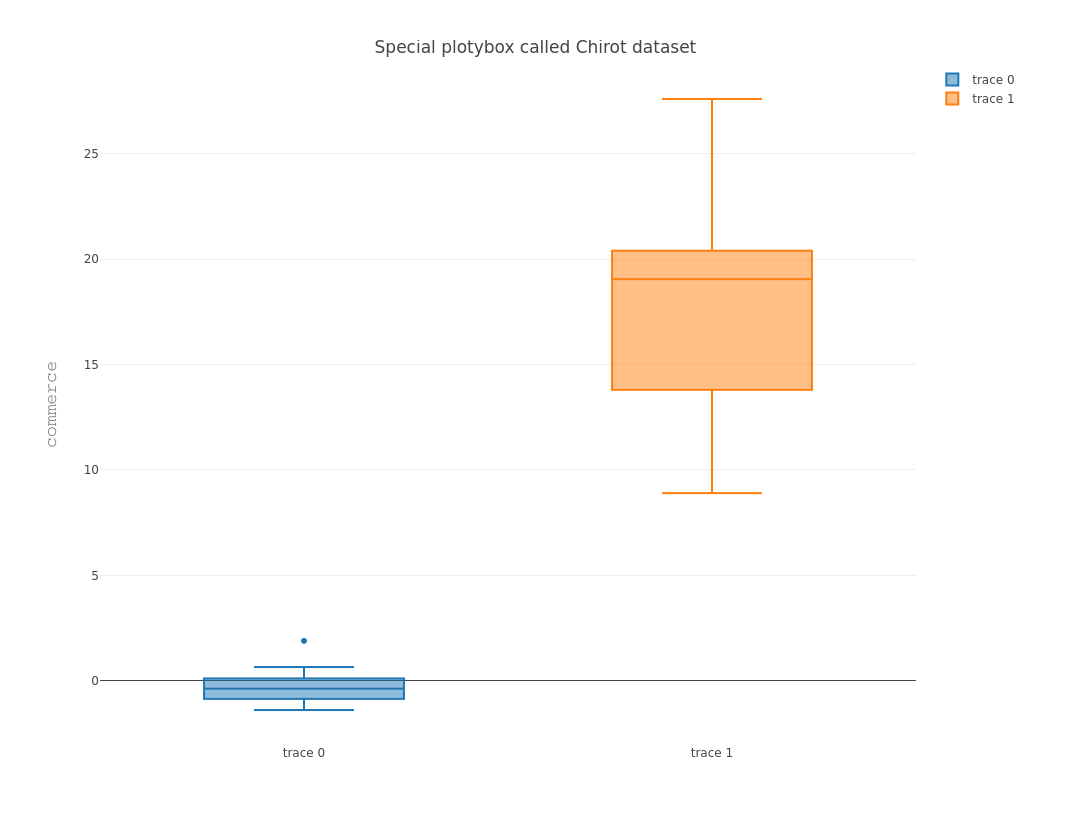 Special plotybox called Chirot dataset
trace 0
trace 1
25
20
15
10
5
0
commerce
trace 0
trace 1